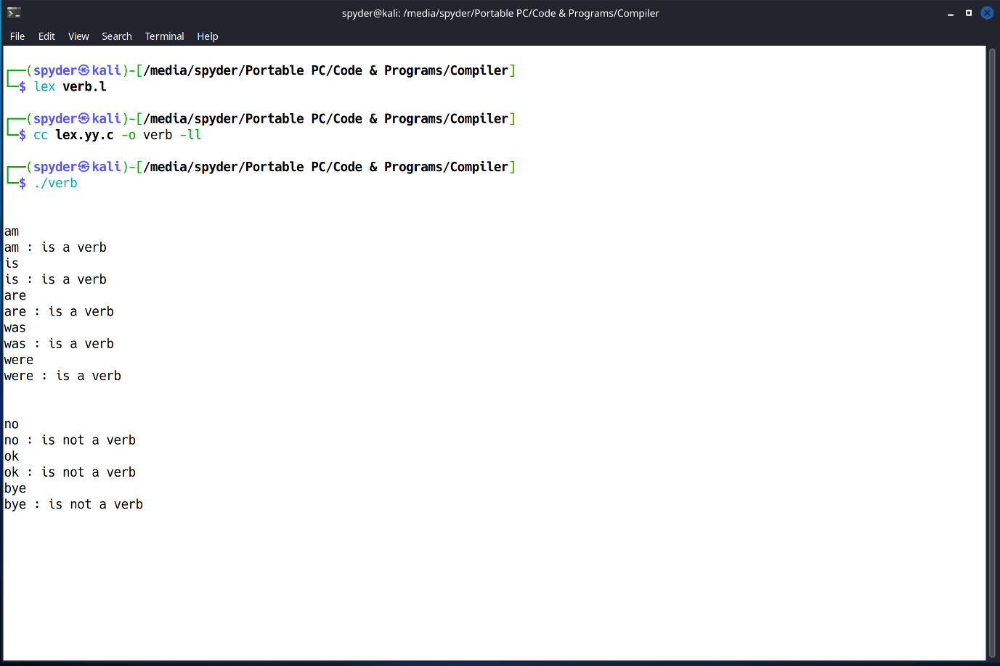 spyder@kali: /media/spyder/Portable PC/Code & Programs/Compiler
File Edit View Search Terminal Help
┌──(spyder㉿kali)-[/media/spyder/Portable PC/Code & Programs/Compiler]
└─$ lex verb.l
┌──(spyder㉿kali)-[/media/spyder/Portable PC/Code & Programs/Compiler]
└─$ cc lex.yy.c -o verb -ll
┌──(spyder㉿kali)-[/media/spyder/Portable PC/Code & Programs/Compiler]
└─$ ./verb
am
am : is a verb
is
is : is a verb
are
are : is a verb
was
was : is a verb
were
were : is a verb
no
no : is not a verb
ok
ok : is not a verb
bye
bye : is not a verb